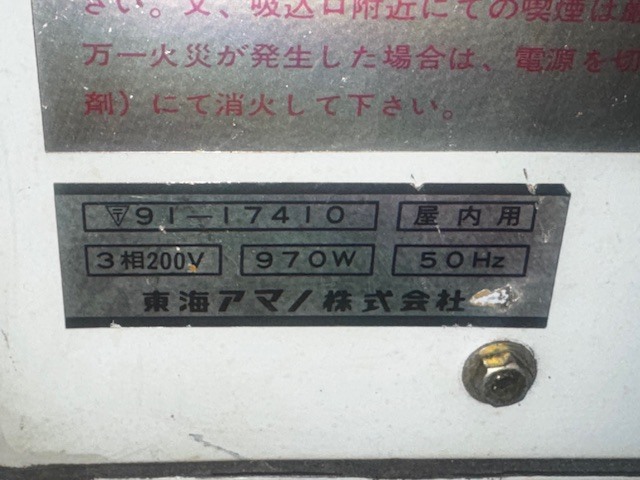 さい。又、吸込口附近にての喫煙は厳
万一火災が発生した場合は、電源を切
剤）にて消火して下さい。
〒91-17410 屋内用
3相200V 970W 50Hz
東海アマノ株式会社